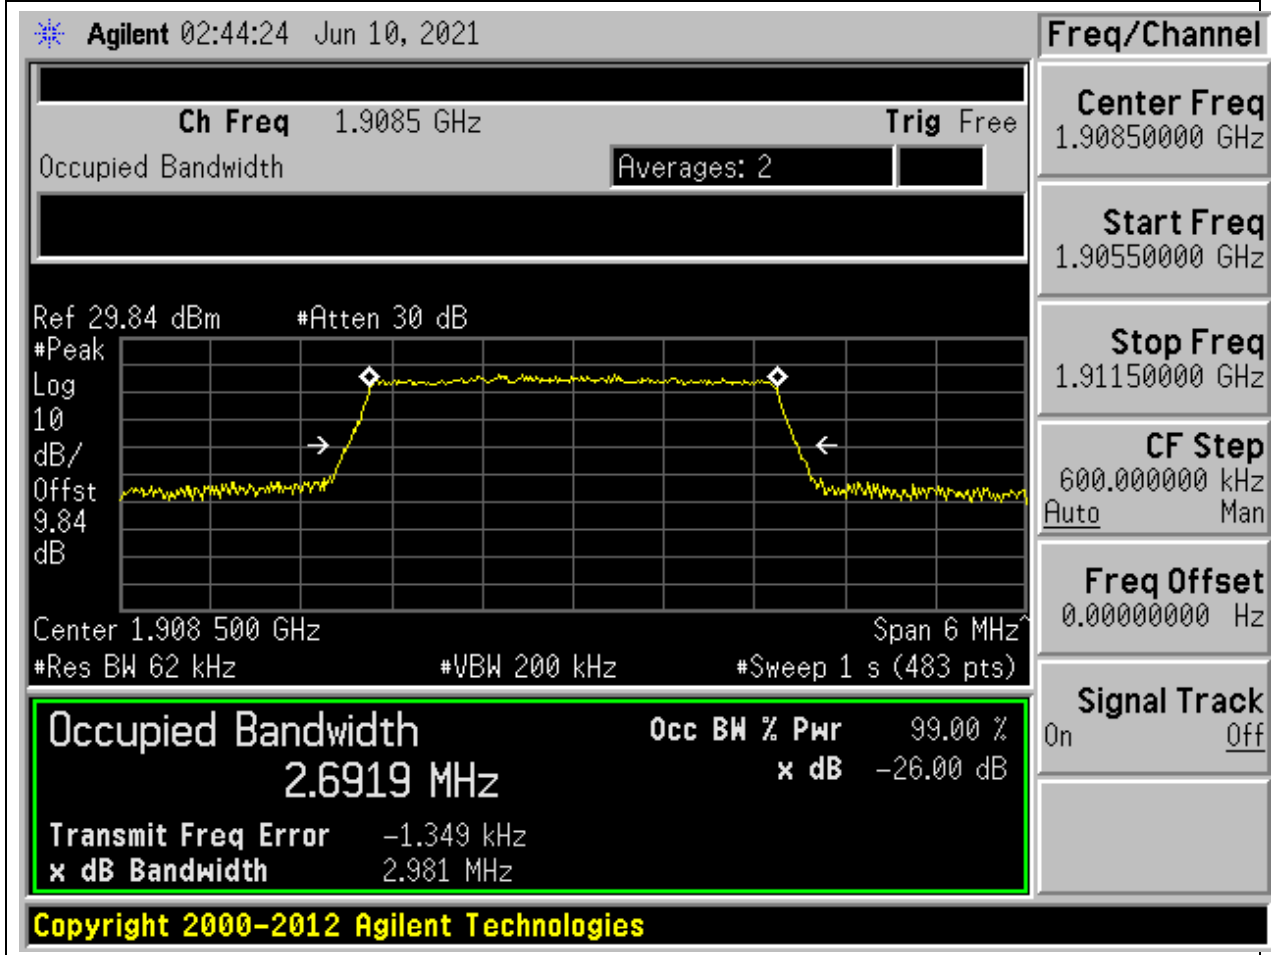 Agilent 02:44:24 Jun 10, 2021
Freq/Channel
Ch Freq 1.9085 GHz Trig Free
Occupied Bandwidth Averages: 2
Ref 29.84 dBm #Atten 30 dB
#Peak
Log
10
dB/
Offst
9.84
dB
Center 1.908 500 GHz Span 6 MHz^
#Res BW 62 kHz #VBW 200 kHz #Sweep 1 s (483 pts)
Occupied Bandwidth Occ BW % Pwr 99.00 %
2.6919 MHz x dB -26.00 dB
Transmit Freq Error -1.349 kHz
x dB Bandwidth 2.981 MHz
Copyright 2000-2012 Agilent Technologies
Center Freq
1.90850000 GHz
Start Freq
1.90550000 GHz
Stop Freq
1.91150000 GHz
CF Step
600.000000 kHz
Auto Man
Freq Offset
0.00000000 Hz
Signal Track
On Off